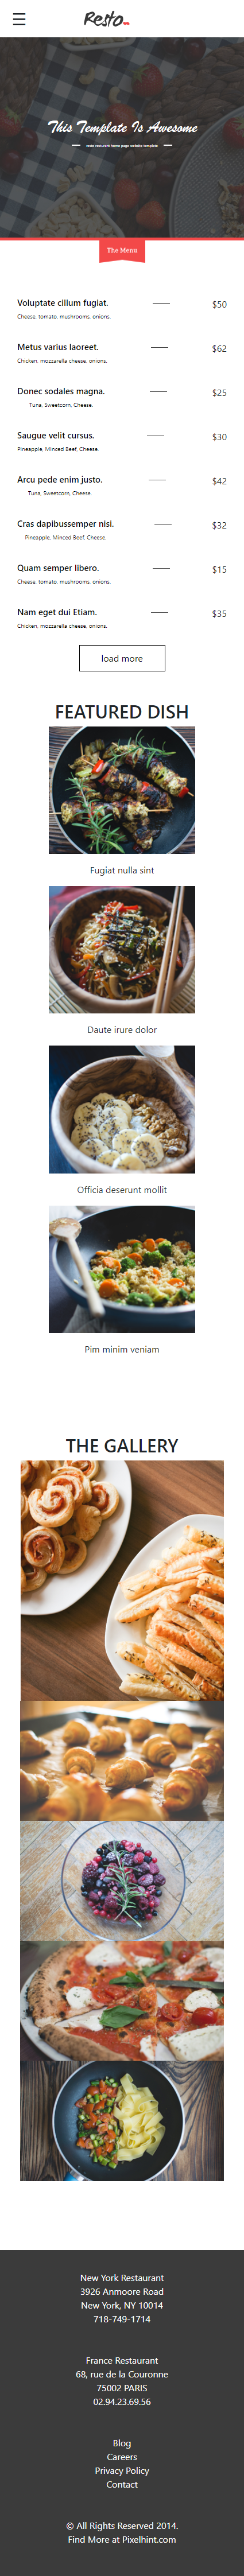 Resto
This Template Is Awesome
resto resturant home page website template
The Menu
Voluptate cillum fugiat. $50
Cheese, tomato, mushrooms, onions.
Metus varius laoreet. $62
Chicken, mozzarella cheese, onions.
Donec sodales magna. $25
Tuna, Sweetcorn, Cheese.
Saugue velit cursus. $30
Pineapple, Minced Beef, Cheese.
Arcu pede enim justo. $42
Tuna, Sweetcorn, Cheese.
Cras dapibussemper nisi. $32
Pineapple, Minced Beef, Cheese.
Quam semper libero. $15
Cheese, tomato, mushrooms, onions.
Nam eget dui Etiam. $35
Chicken, mozzarella cheese, onions.
load more
FEATURED DISH
Fugiat nulla sint
Daute irure dolor
Officia deserunt mollit
Pim minim veniam
THE GALLERY
New York Restaurant
3926 Anmoore Road
New York, NY 10014
718-749-1714
France Restaurant
68, rue de la Couronne
75002 PARIS
02.94.23.69.56
Blog
Careers
Privacy Policy
Contact
© All Rights Reserved 2014.
Find More at Pixelhint.com